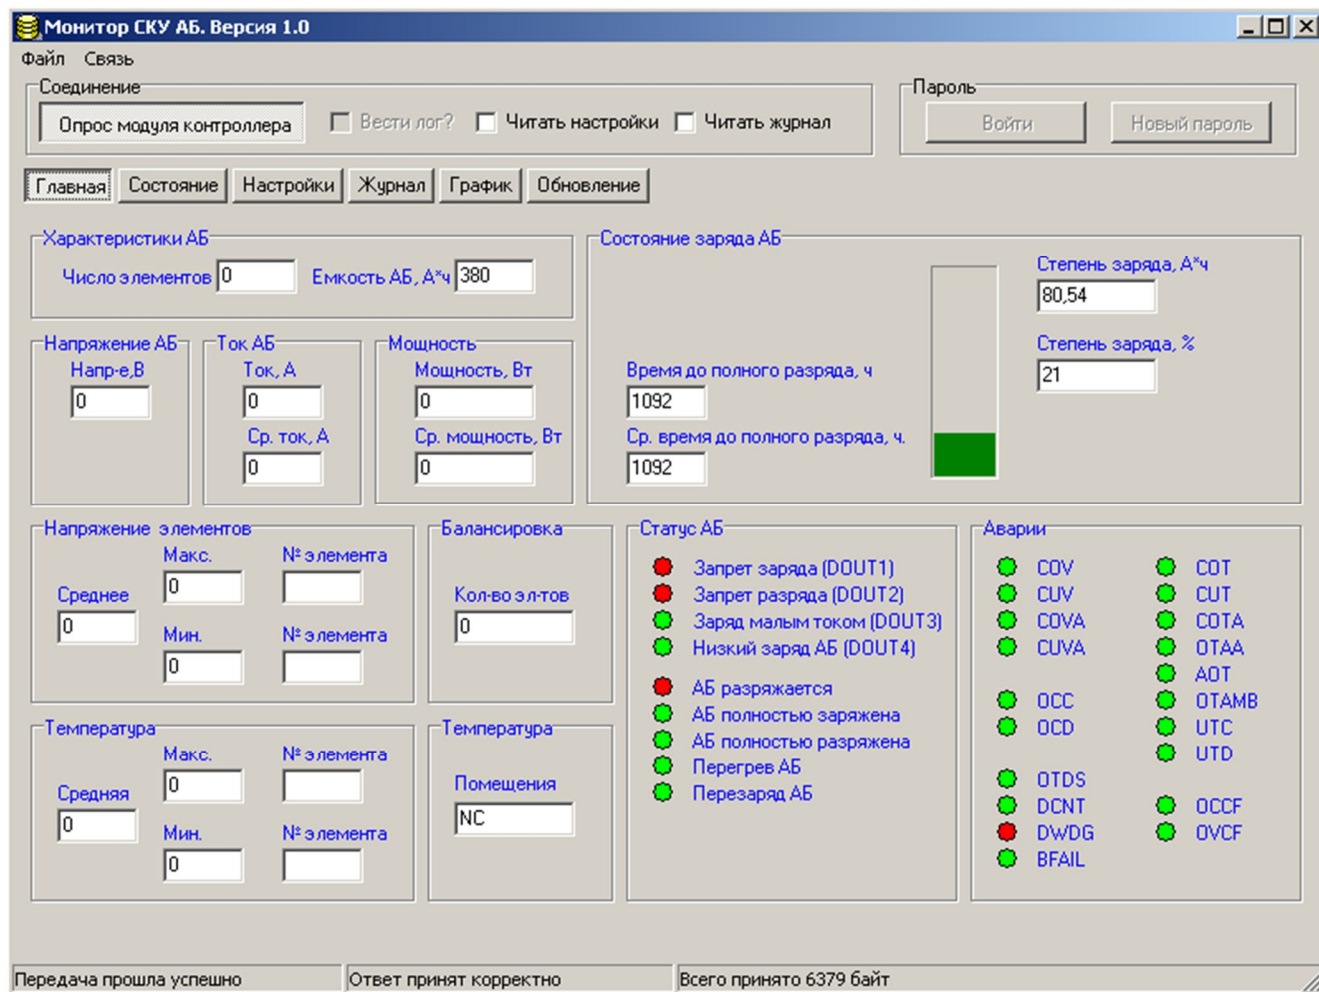 Монитор СКУ АБ. Версия 1.0
Файл Связь
Соединение
Опрос модуля контроллера
Вести лог?
Читать настройки
Читать журнал
Пароль
Войти
Новый пароль
Главная
Состояние
Настройки
Журнал
График
Обновление
Характеристики АБ
Число элементов 0
Емкость АБ, А*ч 380
Напряжение АБ
Напр-е,В
0
Ток АБ
Ток, А
0
Ср. ток, А
0
Мощность
Мощность, Вт
0
Ср. мощность, Вт
0
Состояние заряда АБ
Время до полного разряда, ч
1092
Ср. время до полного разряда, ч.
1092
Степень заряда, А*ч
80,54
Степень заряда, %
21
Напряжение элементов
Среднее
0
Макс.
0
№ элемента
Мин.
0
№ элемента
Балансировка
Кол-во эл-тов
0
Температура
Средняя
0
Макс.
0
№ элемента
Мин.
0
№ элемента
Температура
Помещения
NC
Статус АБ
Запрет заряда (DOUT1)
Запрет разряда (DOUT2)
Заряд малым током (DOUT3)
Низкий заряд АБ (DOUT4)
АБ разряжается
АБ полностью заряжена
АБ полностью разряжена
Перегрев АБ
Перезаряд АБ
Аварии
COV
CUV
COVA
CUVA
OCC
OCD
OTDS
DCNT
DWDG
BFAIL
COT
CUT
COTA
OTAA
AOT
OTAMB
UTC
UTD
OCCF
OVCF
Передача прошла успешно
Ответ принят корректно
Всего принято 6379 байт